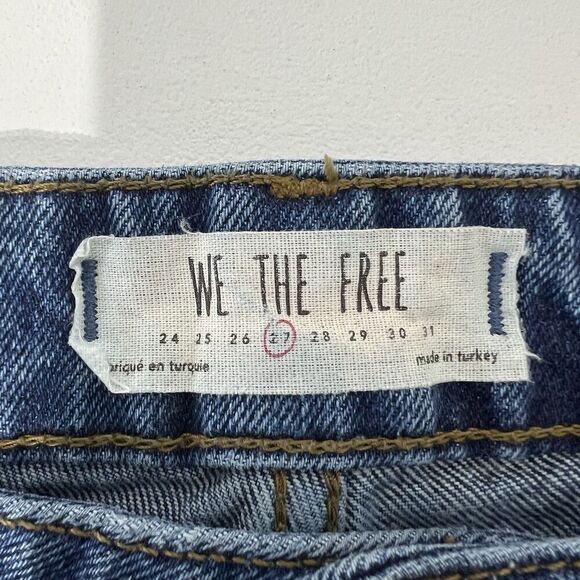 WE THE FREE
24 25 26 27 28 29 30 31
briqué en turquie
made in turkey